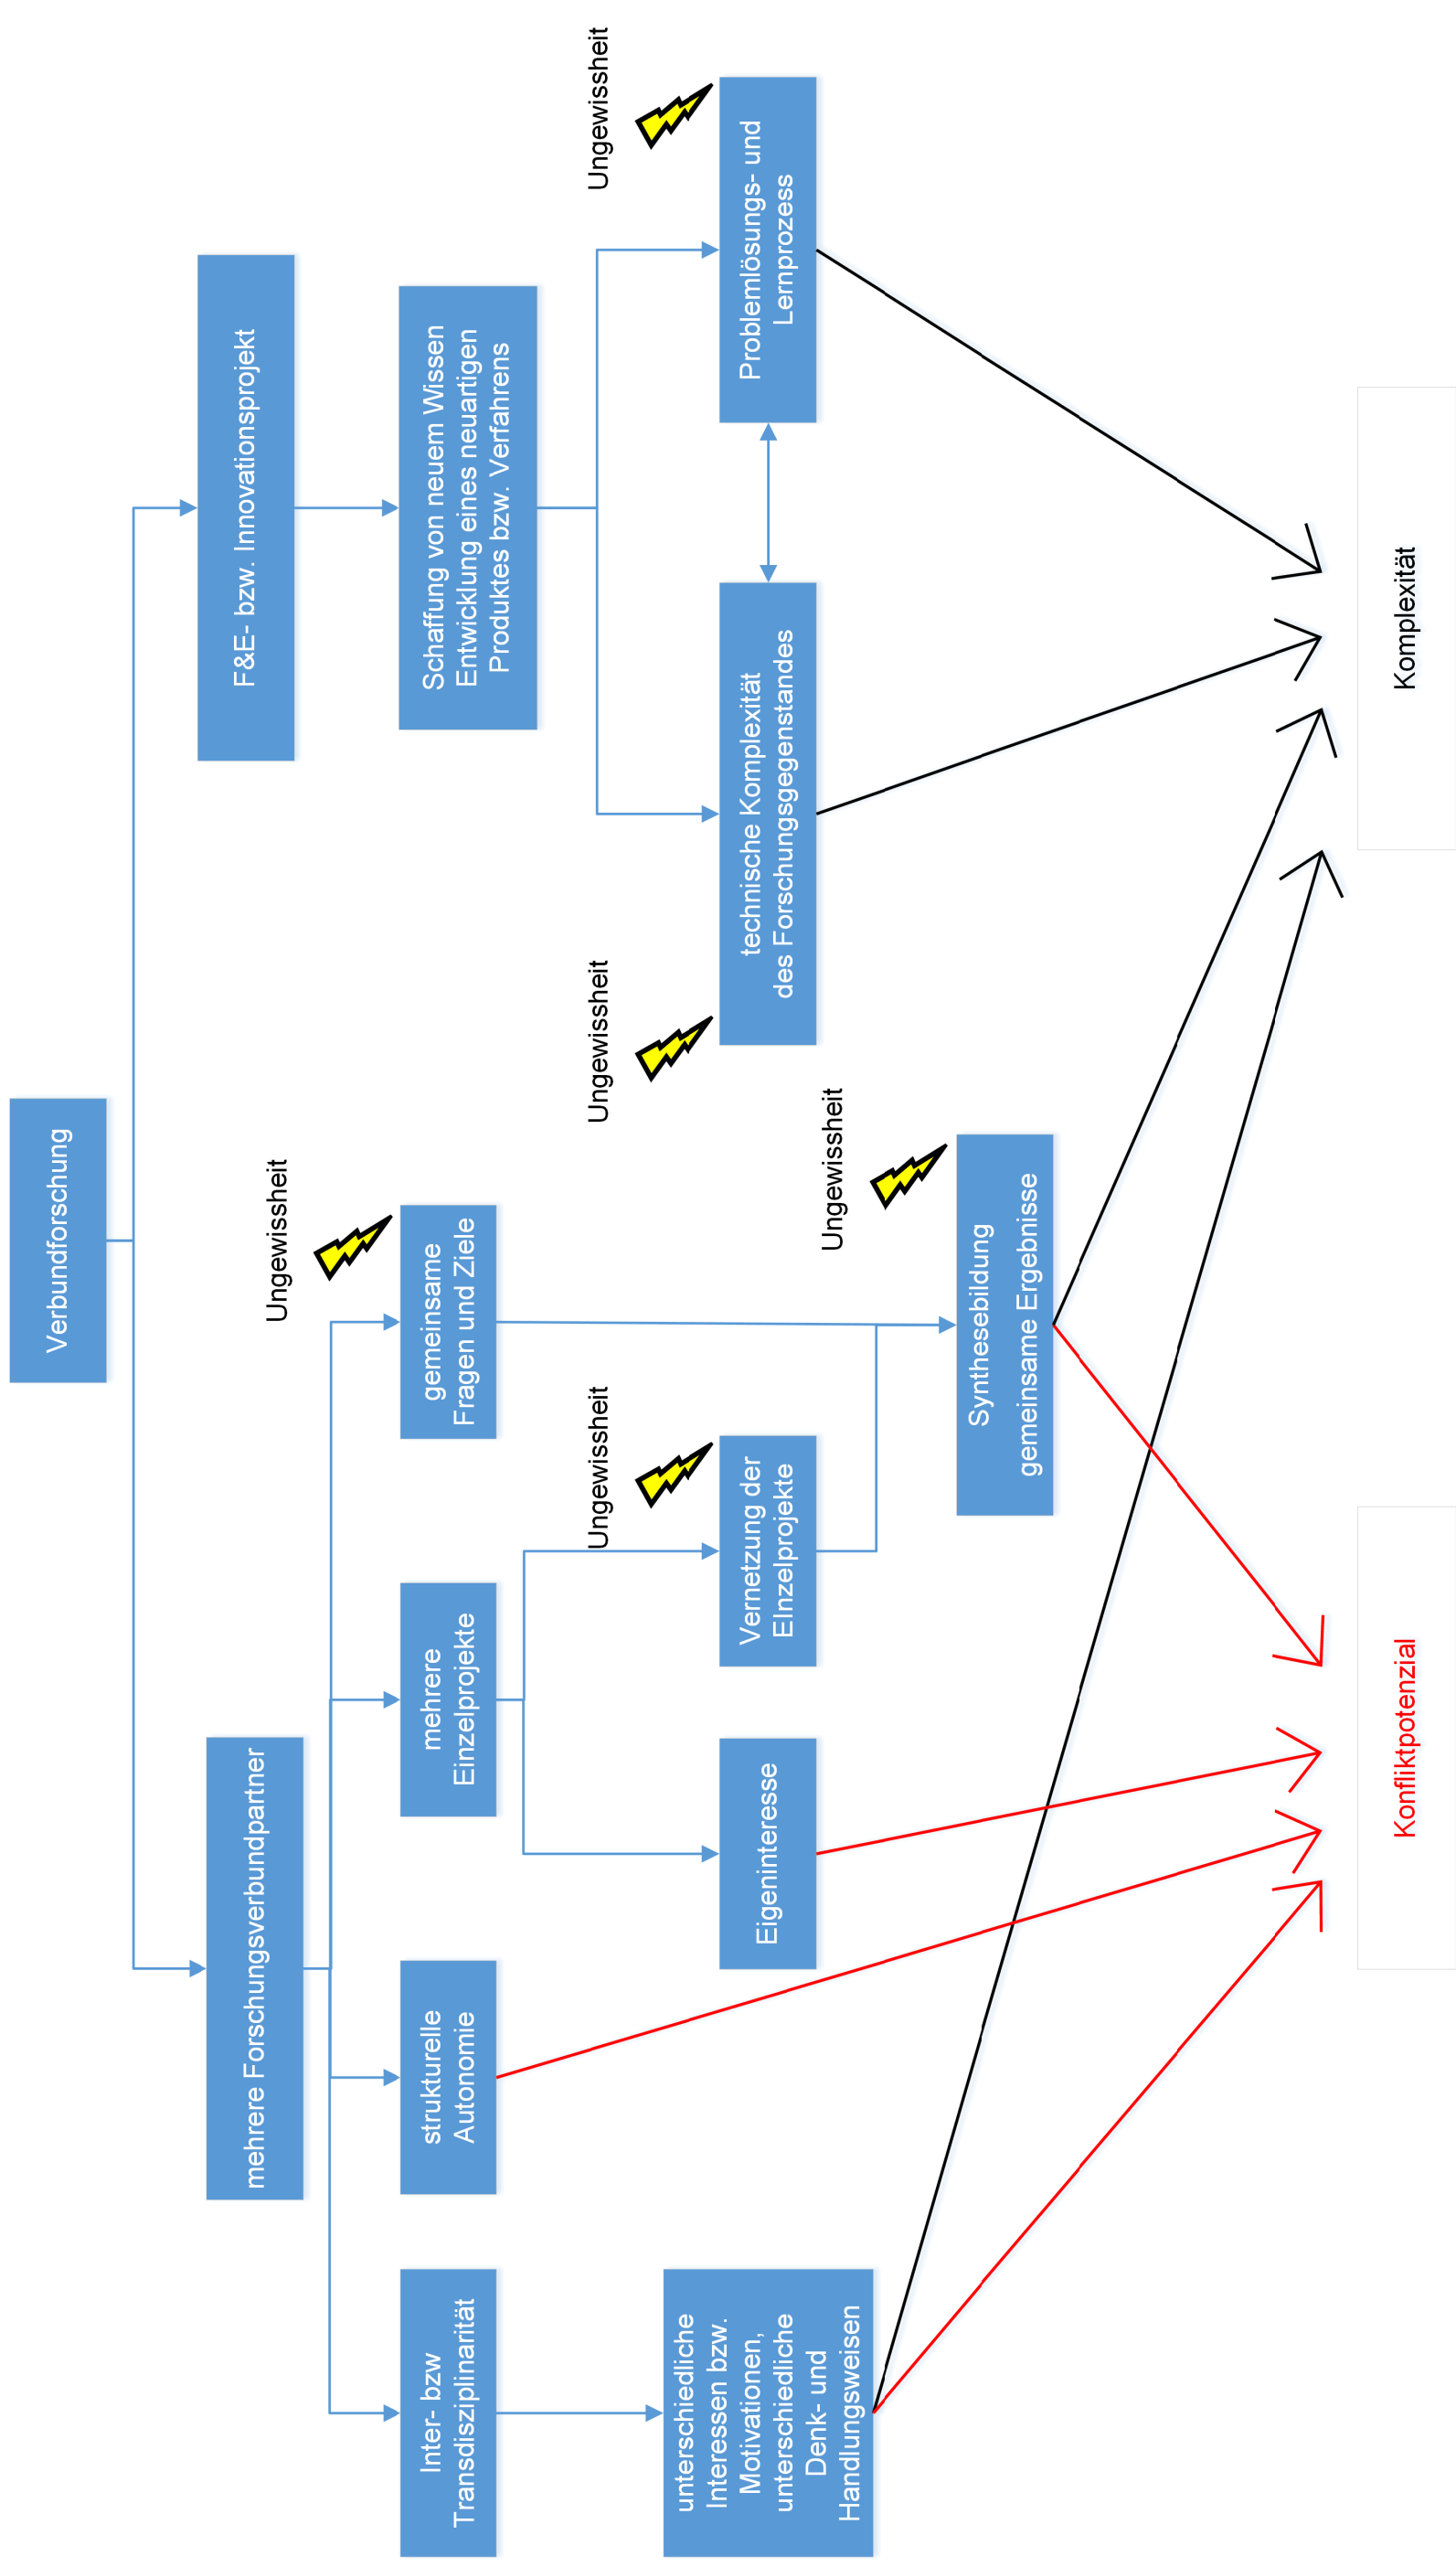 Verbundforschung
mehrere Forschungsverbundpartner
F&E- bzw. Innovationsprojekt
Ungewissheit
Inter- bzw
Transdisziplinarität
strukturelle
Autonomie
mehrere
Einzelprojekte
gemeinsame
Fragen und Ziele
Schaffung von neuem Wissen
Entwicklung eines neuartigen
Produktes bzw. Verfahrens
Ungewissheit
Ungewissheit
Ungewissheit
unterschiedliche
Interessen bzw.
Motivationen,
unterschiedliche
Denk- und
Handlungsweisen
Eigeninteresse
Vernetzung der
EInzelprojekte
technische Komplexität
des Forschungsgegenstandes
Problemlösungs- und
Lernprozess
Ungewissheit
Synthesebildung
gemeinsame Ergebnisse
Konfliktpotenzial
Komplexität